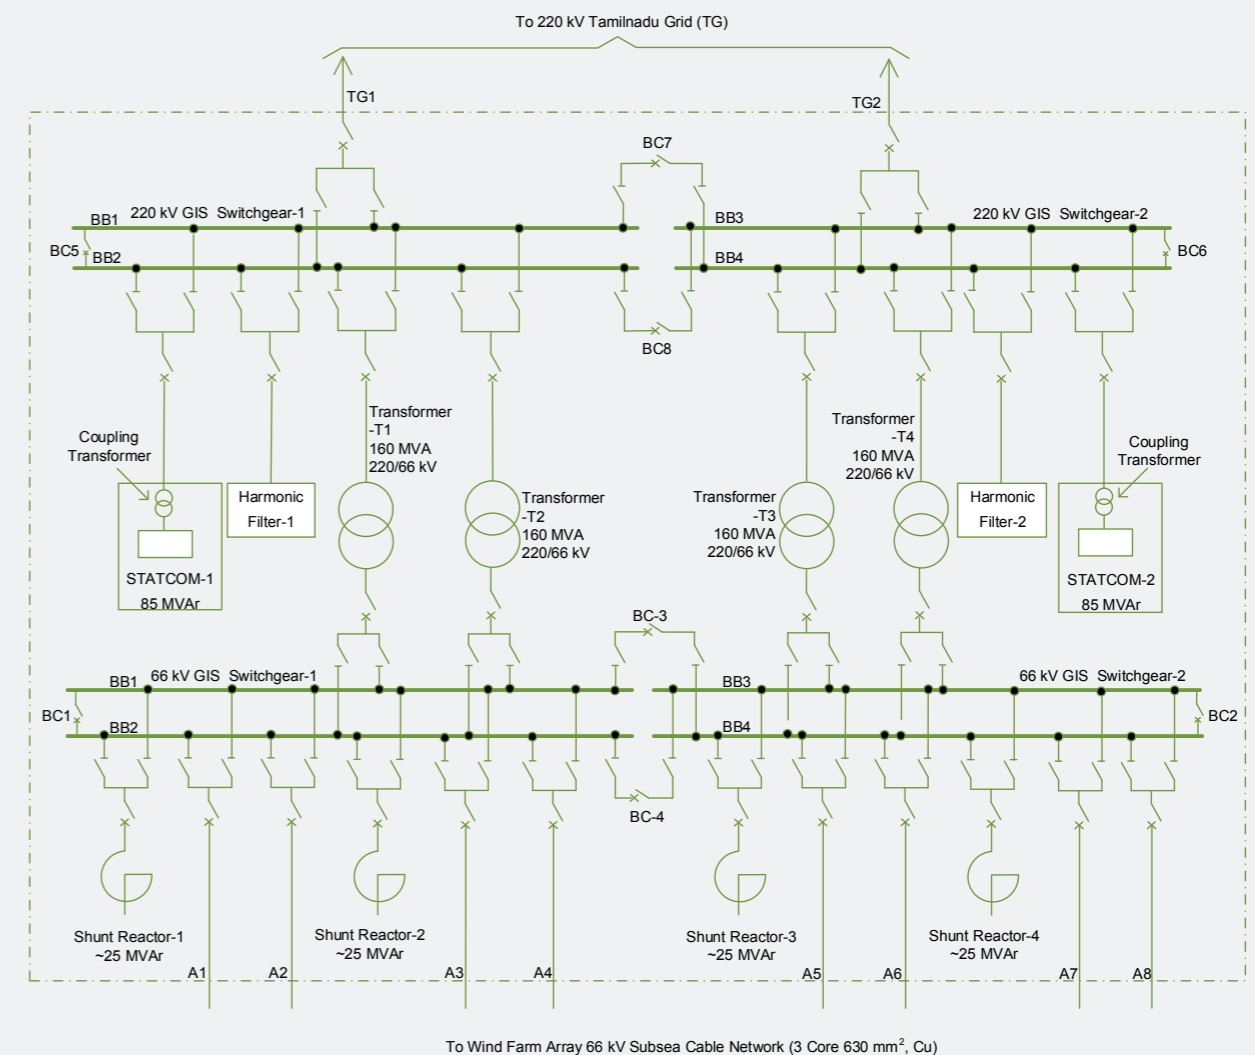 To 220 kV Tamilnadu Grid (TG)
TG1
TG2
BC7
220 kV GIS Switchgear-1
BB1
BB3
220 kV GIS Switchgear-2
BC5
BB2
BB4
BC6
BC8
Transformer
-T1
160 MVA
220/66 kV
Transformer
-T4
160 MVA
220/66 kV
Coupling
Transformer
Coupling
Transformer
Harmonic
Filter-1
Transformer
-T2
160 MVA
220/66 kV
Transformer
-T3
160 MVA
220/66 kV
Harmonic
Filter-2
STATCOM-1
85 MVAr
STATCOM-2
85 MVAr
BC-3
BB1
66 kV GIS Switchgear-1
BB3
66 kV GIS Switchgear-2
BC1
BB2
BB4
BC2
BC-4
Shunt Reactor-1
~25 MVAr
Shunt Reactor-2
~25 MVAr
Shunt Reactor-3
~25 MVAr
Shunt Reactor-4
~25 MVAr
A1
A2
A3
A4
A5
A6
A7
A8
To Wind Farm Array 66 kV Subsea Cable Network (3 Core 630 mm², Cu)